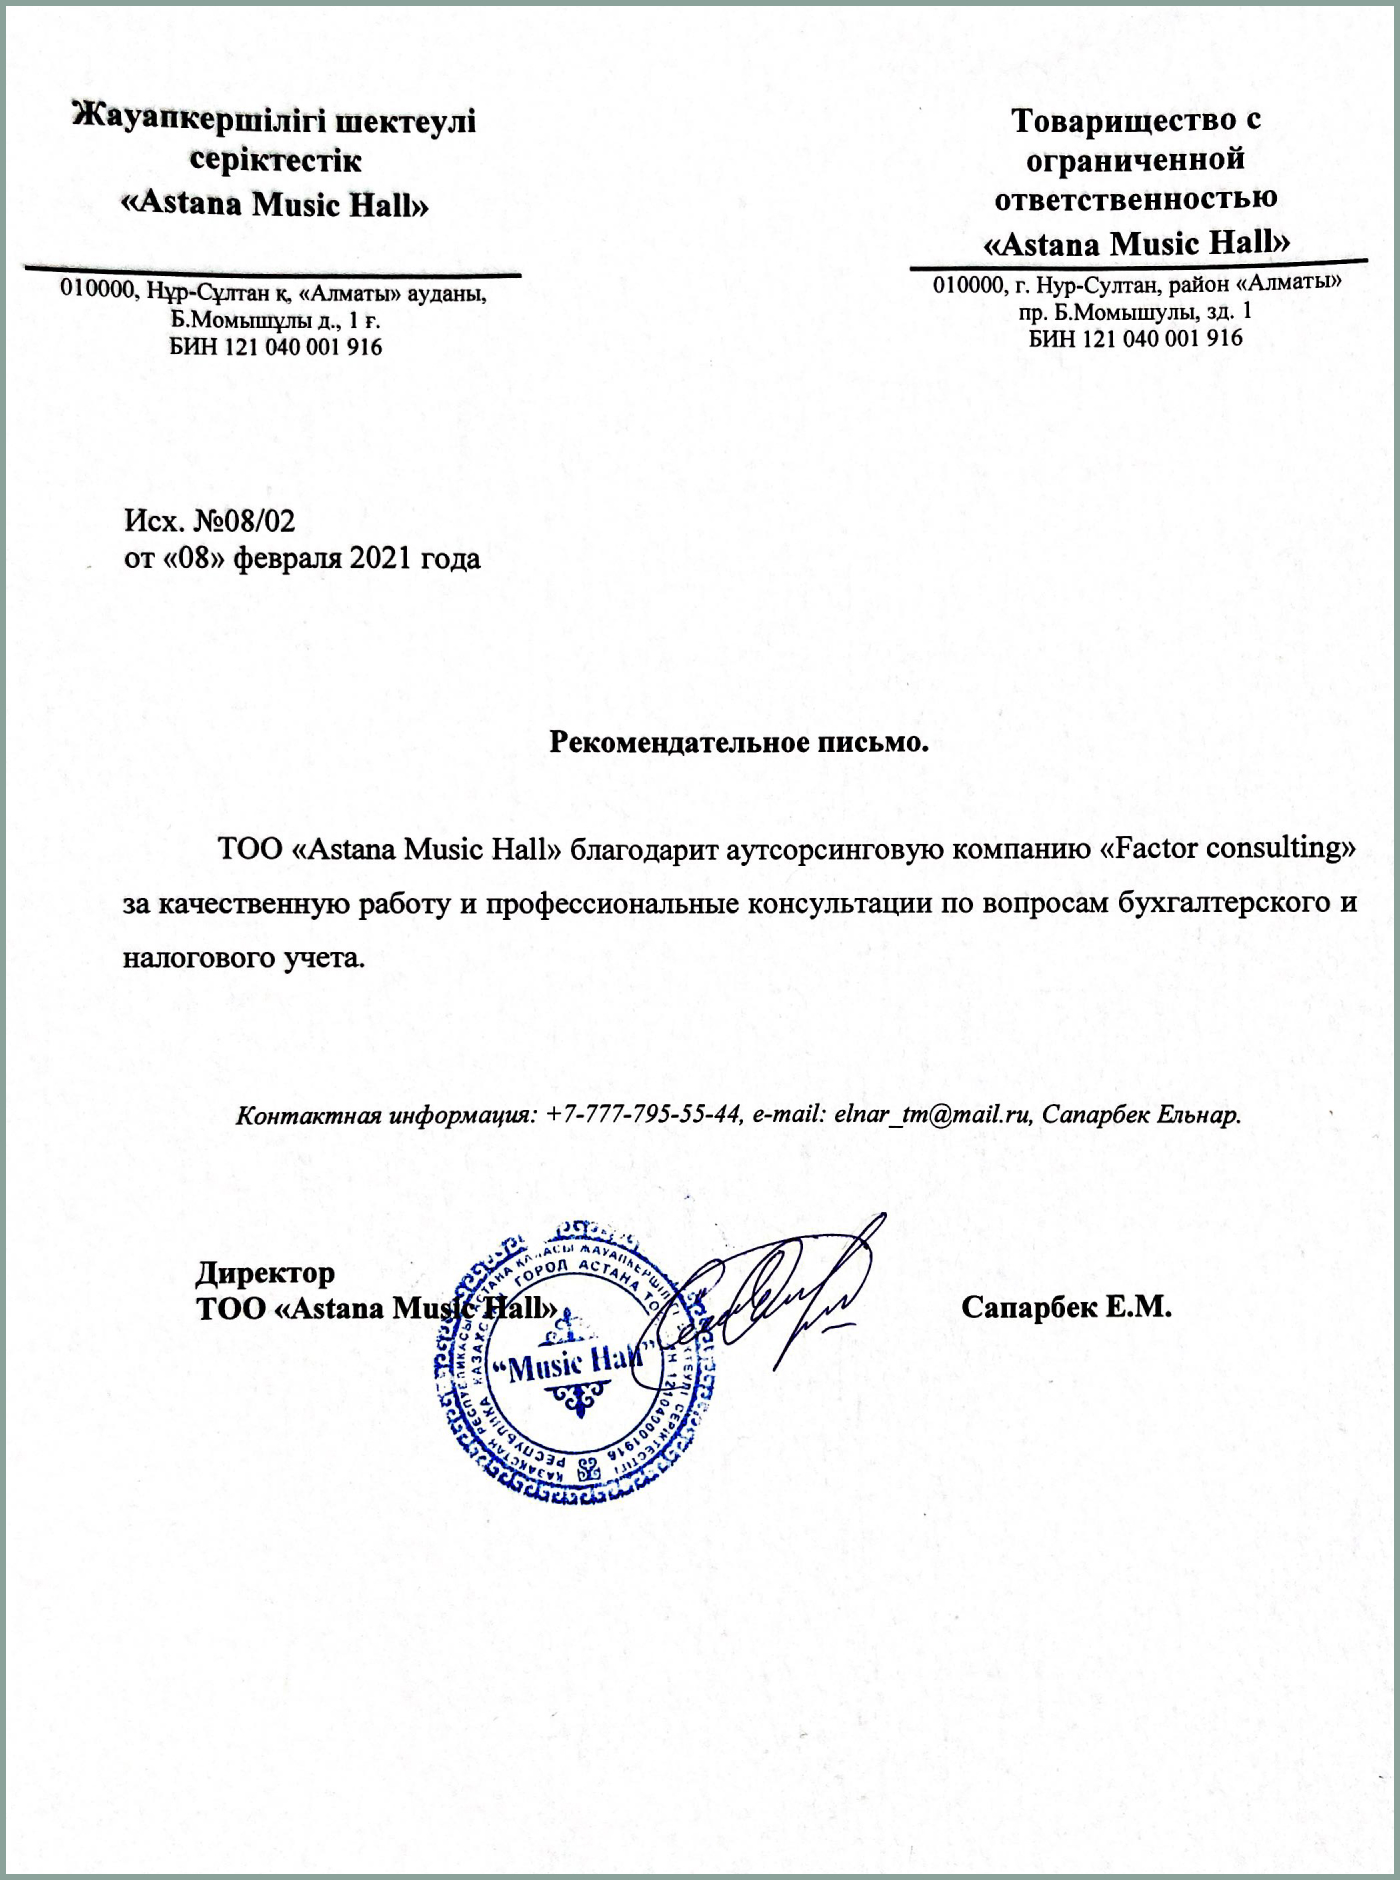 Жауапкершілігі шектеулі
серіктестік
«Astana Music Hall»
010000, Нұр-Сұлтан қ, «Алматы» ауданы,
Б.Момышұлы д., 1 ғ.
БИН 121 040 001 916
Товарищество с
ограниченной
ответственностью
«Astana Music Hall»
010000, г. Нур-Султан, район «Алматы»
пр. Б.Момышулы, зд. 1
БИН 121 040 001 916
Исх. №08/02
от «08» февраля 2021 года
Рекомендательное письмо.
ТОО «Astana Music Hall» благодарит аутсорсинговую компанию «Factor consulting»
за качественную работу и профессиональные консультации по вопросам бухгалтерского и
налогового учета.
Контактная информация: +7-777-795-55-44, e-mail: elnar_tm@mail.ru, Сапарбек Ельнар.
Директор
ТОО «Astana Music Hall»
Сапарбек Е.М.
ҚАЗАҚСТАН РЕСПУБЛИКАСЫ АСТАНА ҚАЛАСЫ ЖАУАПКЕРШІЛІГІ ШЕКТЕУЛІ СЕРІКТЕСТІГІ
РЕСПУБЛИКА КАЗАХСТАН ГОРОД АСТАНА ТОО 121040001916
“Music Hall”